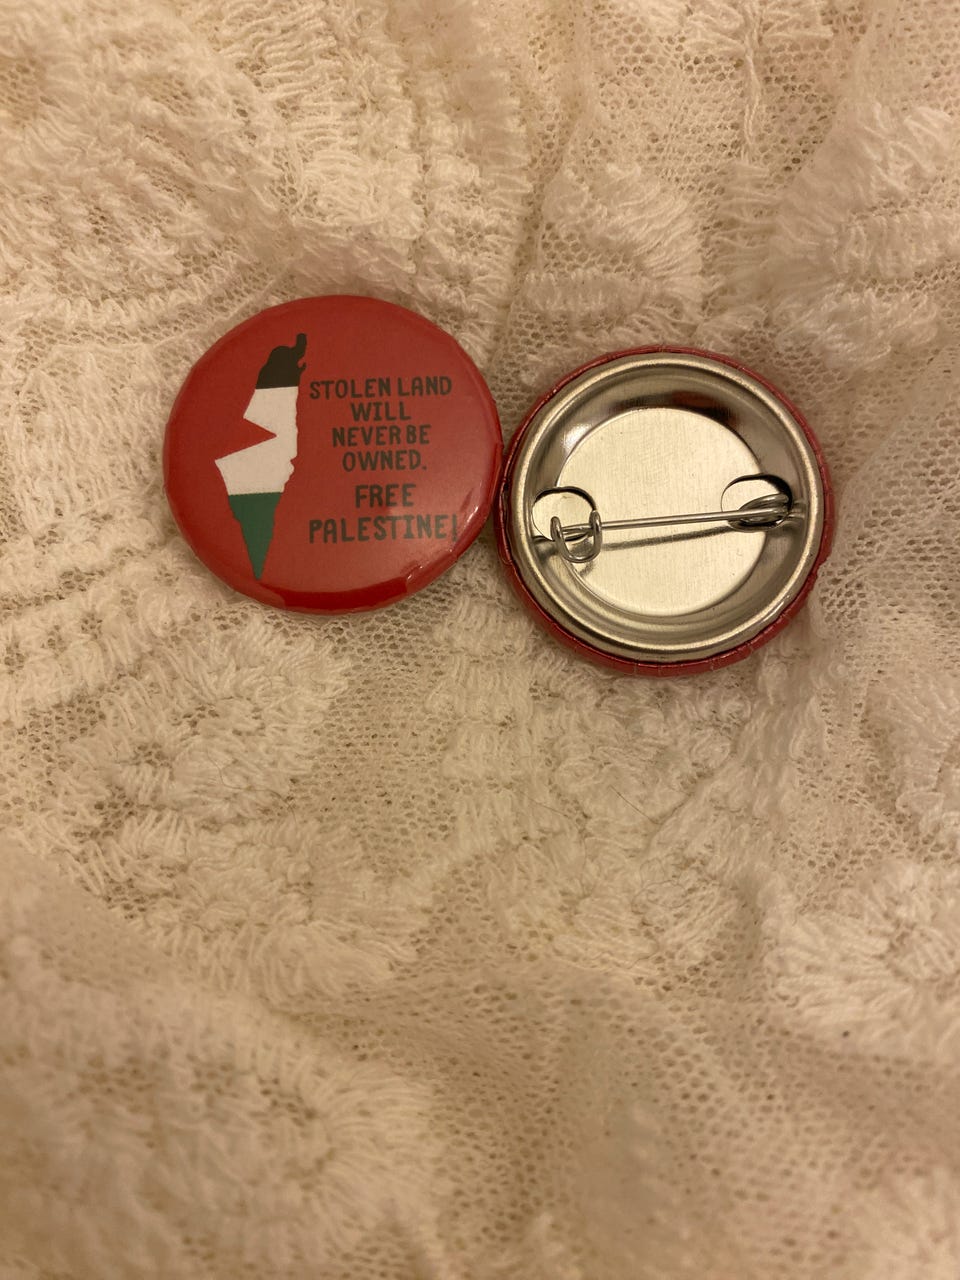 STOLEN LAND
WILL
NEVER BE
OWNED.
FREE
PALESTINE!